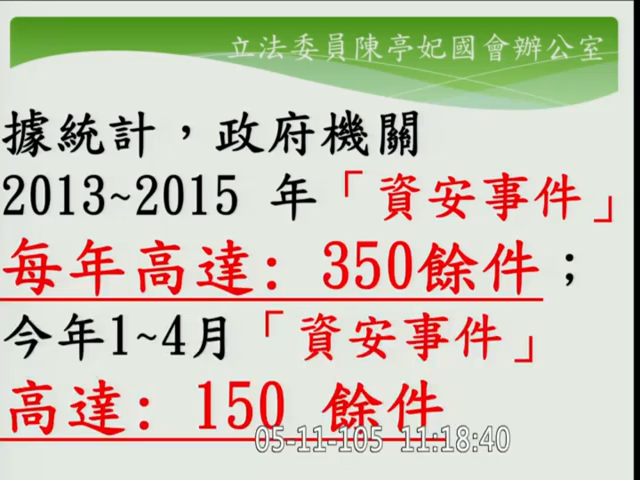 立法委員陳亭妃國會辦公室
據統計，政府機關
2013~2015 年「資安事件」
每年高達: 350餘件；
今年1~4月「資安事件」
高達: 150 餘件
05-11-105 11:18:40